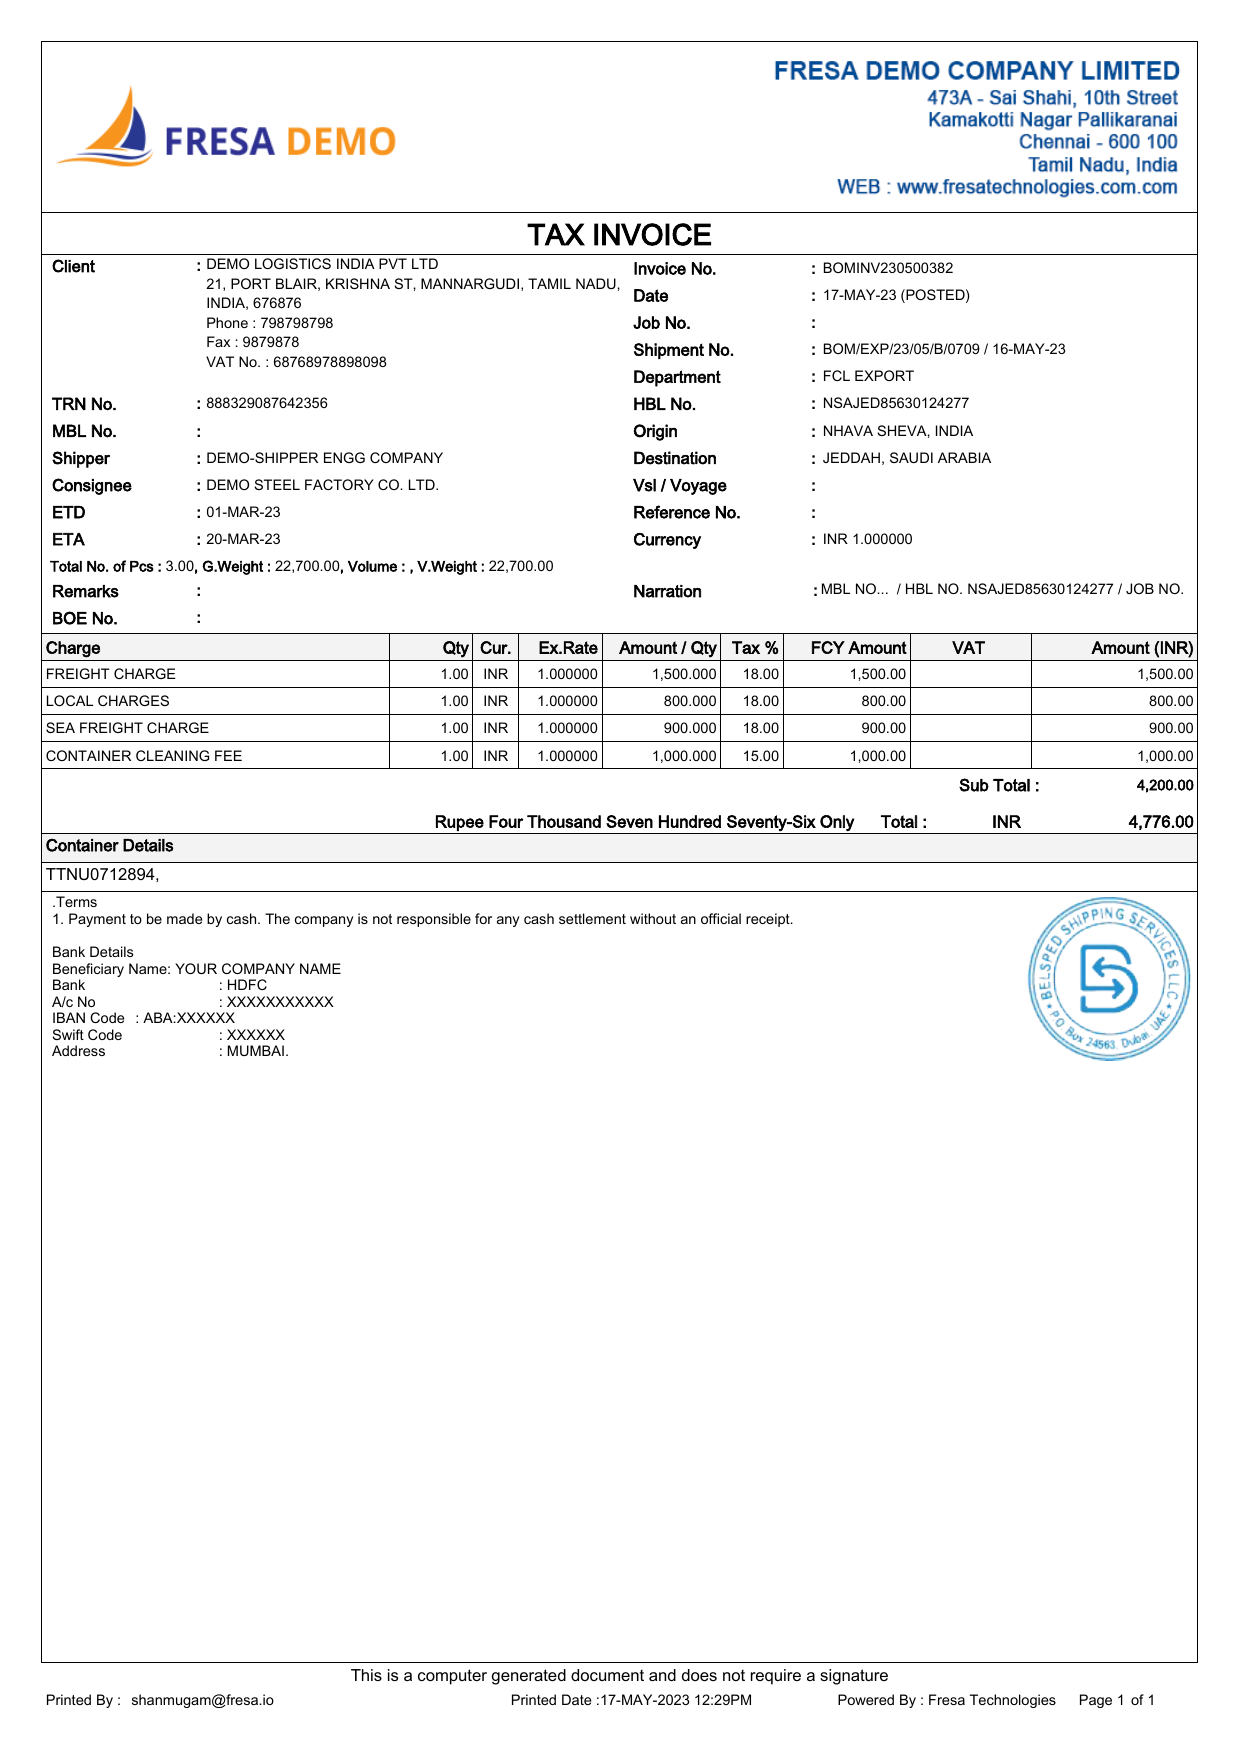 FRESA DEMO
FRESA DEMO COMPANY LIMITED
473A - Sai Shahi, 10th Street
Kamakotti Nagar Pallikaranai
Chennai - 600 100
Tamil Nadu, India
WEB : www.fresatechnologies.com.com
TAX INVOICE
Client : DEMO LOGISTICS INDIA PVT LTD
21, PORT BLAIR, KRISHNA ST, MANNARGUDI, TAMIL NADU,
INDIA, 676876
Phone : 798798798
Fax : 9879878
VAT No. : 68768978898098
TRN No. : 888329087642356
MBL No. :
Shipper : DEMO-SHIPPER ENGG COMPANY
Consignee : DEMO STEEL FACTORY CO. LTD.
ETD : 01-MAR-23
ETA : 20-MAR-23
Invoice No. : BOMINV230500382
Date : 17-MAY-23 (POSTED)
Job No. :
Shipment No. : BOM/EXP/23/05/B/0709 / 16-MAY-23
Department : FCL EXPORT
HBL No. : NSAJED85630124277
Origin : NHAVA SHEVA, INDIA
Destination : JEDDAH, SAUDI ARABIA
Vsl / Voyage :
Reference No. :
Currency : INR 1.000000
Total No. of Pcs : 3.00, G.Weight : 22,700.00, Volume : , V.Weight : 22,700.00
Remarks :
Narration : MBL NO... / HBL NO. NSAJED85630124277 / JOB NO.
BOE No. :
Charge Qty Cur. Ex.Rate Amount / Qty Tax % FCY Amount VAT Amount (INR)
FREIGHT CHARGE 1.00 INR 1.000000 1,500.000 18.00 1,500.00 1,500.00
LOCAL CHARGES 1.00 INR 1.000000 800.000 18.00 800.00 800.00
SEA FREIGHT CHARGE 1.00 INR 1.000000 900.000 18.00 900.00 900.00
CONTAINER CLEANING FEE 1.00 INR 1.000000 1,000.000 15.00 1,000.00 1,000.00
Sub Total : 4,200.00
Rupee Four Thousand Seven Hundred Seventy-Six Only Total : INR 4,776.00
Container Details
TTNU0712894,
.Terms
1. Payment to be made by cash. The company is not responsible for any cash settlement without an official receipt.
Bank Details
Beneficiary Name: YOUR COMPANY NAME
Bank : HDFC
A/c No : XXXXXXXXXXX
IBAN Code : ABA:XXXXXX
Swift Code : XXXXXX
Address : MUMBAI.
BELSPED SHIPPING SERVICES LLC
PO. Box 24563, Dubai, UAE
This is a computer generated document and does not require a signature
Printed By : shanmugam@fresa.io Printed Date :17-MAY-2023 12:29PM Powered By : Fresa Technologies Page 1 of 1